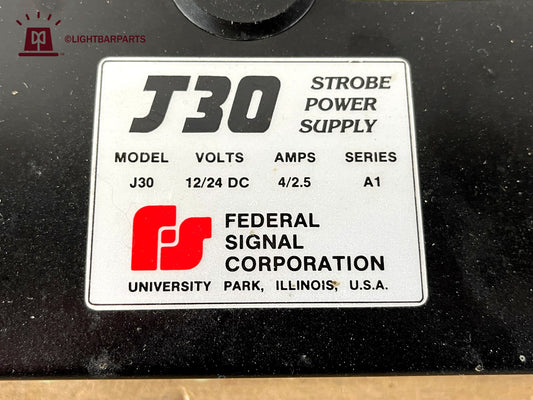 ©LIGHTBARPARTS
J30
STROBE
POWER
SUPPLY
MODEL VOLTS AMPS SERIES
J30 12/24 DC 4/2.5 A1
FS
FEDERAL
SIGNAL
CORPORATION
UNIVERSITY PARK, ILLINOIS, U.S.A.